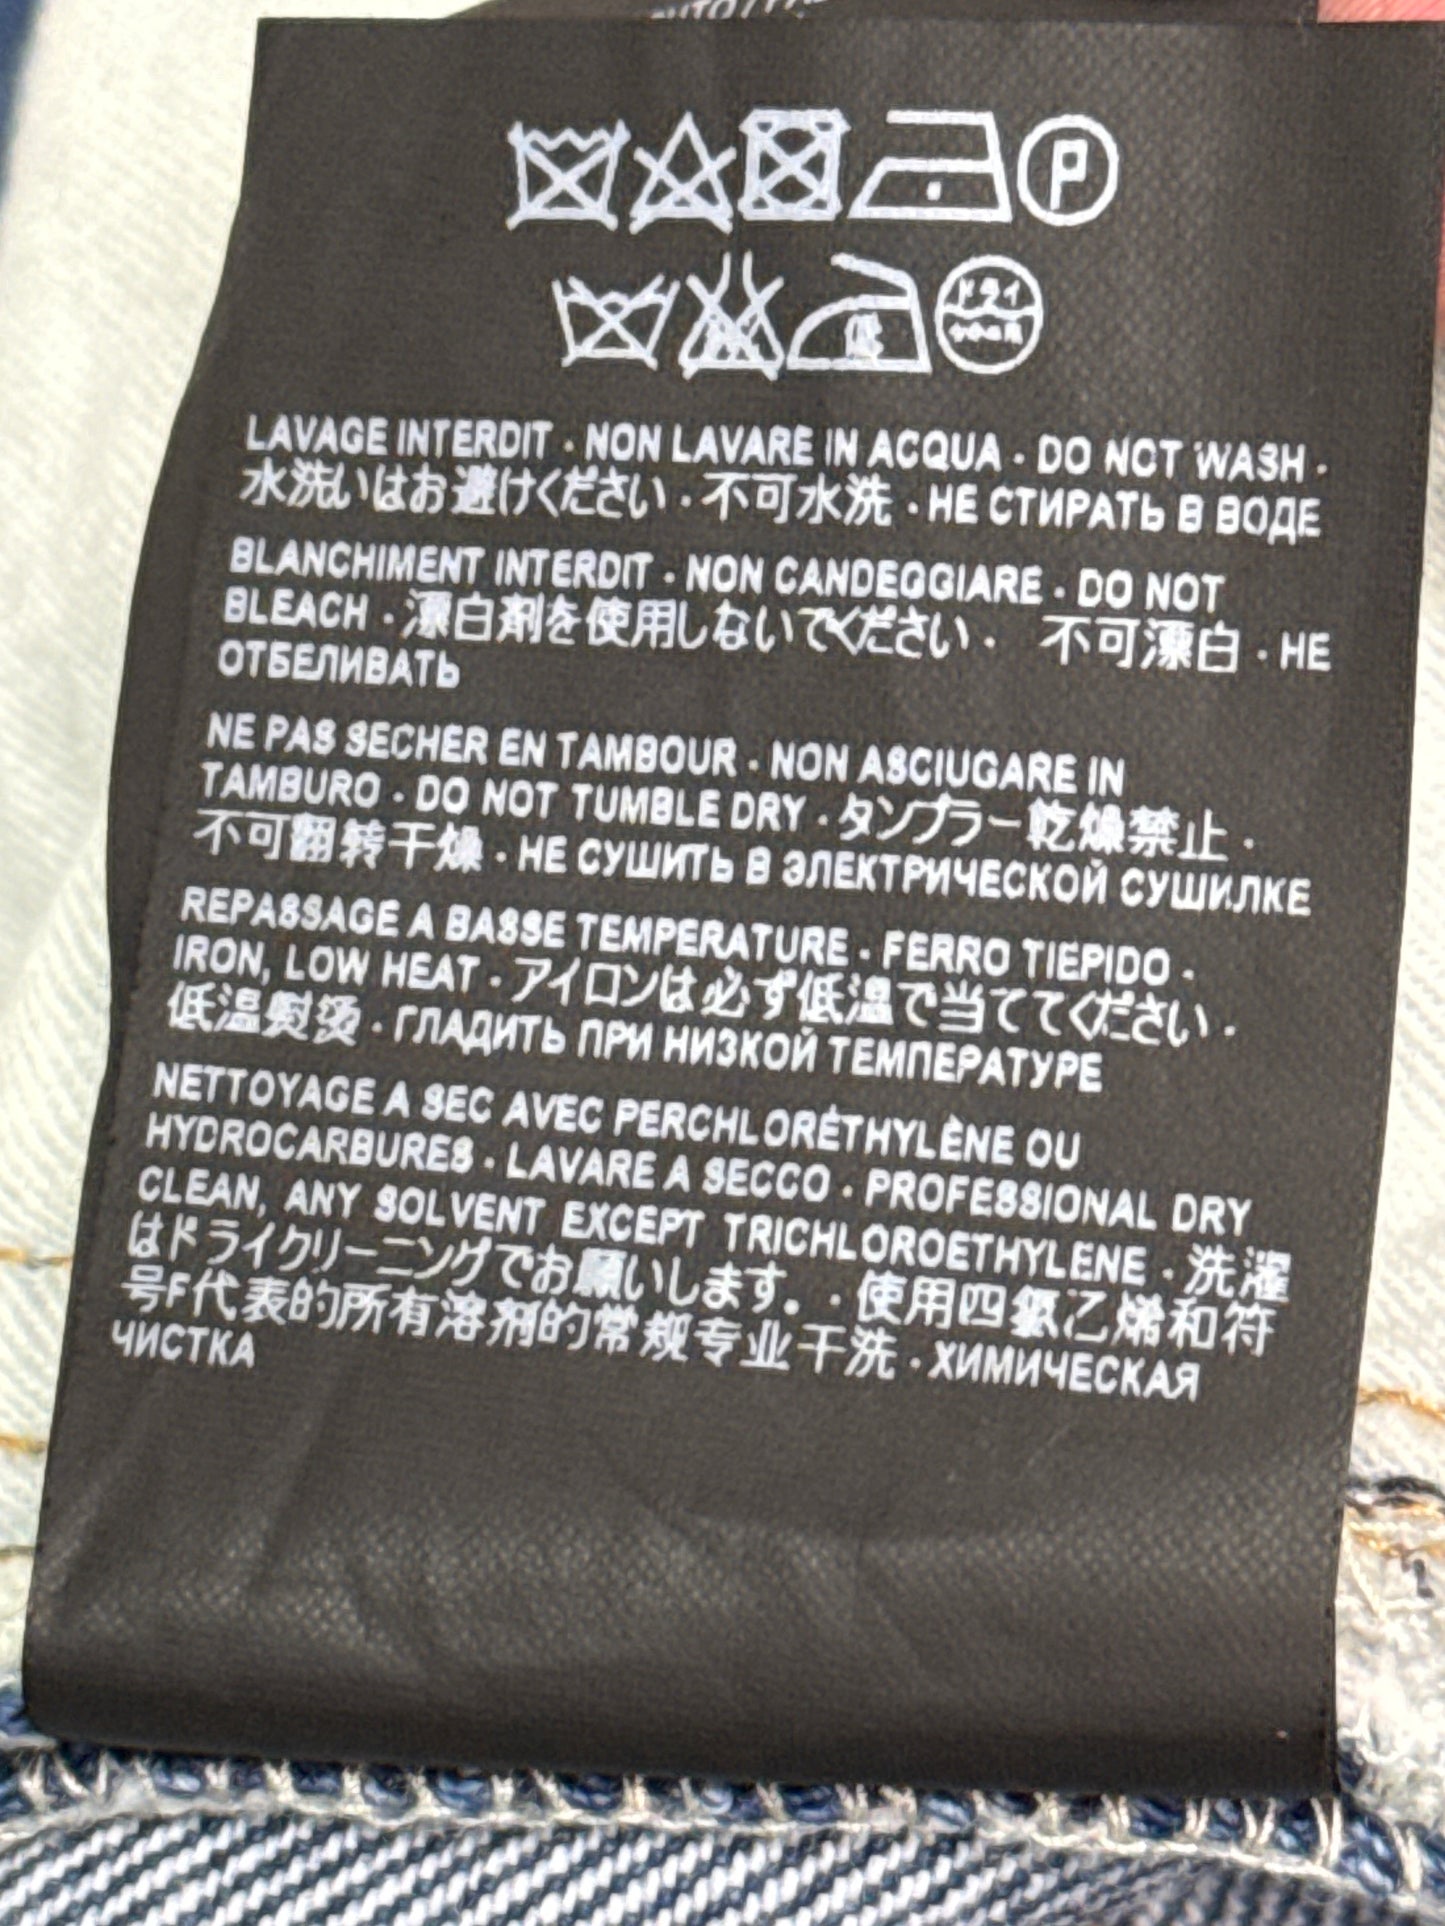 P
ドライ
LAVAGE INTERDIT · NON LAVARE IN ACQUA · DO NOT WASH ·
水洗いはお避けください · 不可水洗 · НЕ СТИРАТЬ В ВОДЕ
BLANCHIMENT INTERDIT · NON CANDEGGIARE · DO NOT
BLEACH · 漂白剤を使用しないでください · 不可漂白 · НЕ
ОТБЕЛИВАТЬ
NE PAS SECHER EN TAMBOUR · NON ASCIUGARE IN
TAMBURO · DO NOT TUMBLE DRY · タンブラー乾燥禁止 ·
不可翻转干燥 · НЕ СУШИТЬ В ЭЛЕКТРИЧЕСКОЙ СУШИЛКЕ
REPASSAGE A BASSE TEMPERATURE · FERRO TIEPIDO ·
IRON, LOW HEAT · アイロンは必ず低温で当ててください ·
低温熨烫 · ГЛАДИТЬ ПРИ НИЗКОЙ ТЕМПЕРАТУРЕ
NETTOYAGE A SEC AVEC PERCHLORÉTHYLÈNE OU
HYDROCARBURES · LAVARE A SECCO · PROFESSIONAL DRY
CLEAN, ANY SOLVENT EXCEPT TRICHLOROETHYLENE · 洗濯
はドライクリーニングでお願いします。 · 使用四氯乙烯和符
号F代表的所有溶剂的常规专业干洗 · ХИМИЧЕСКАЯ
ЧИСТКА